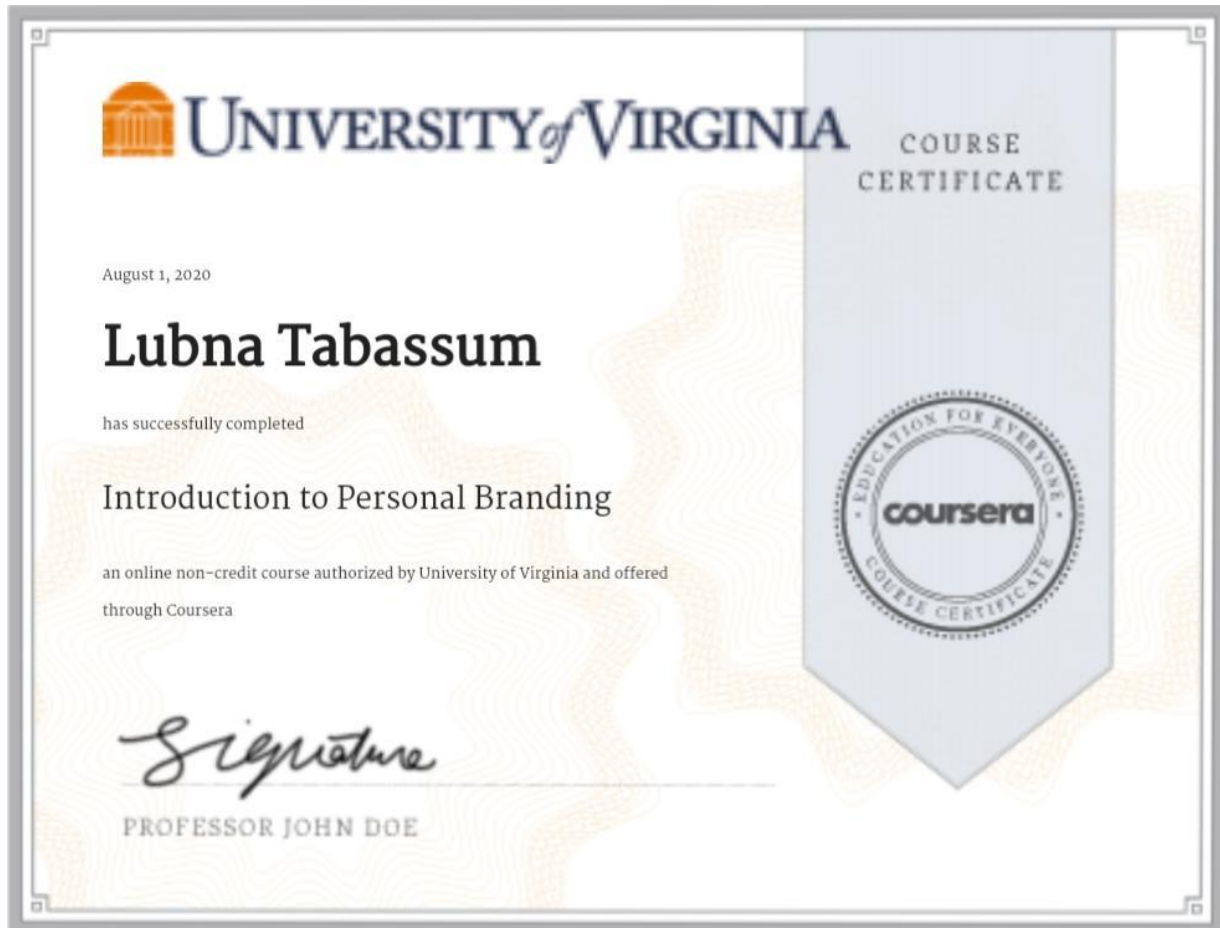 UNIVERSITY of VIRGINIA
COURSE
CERTIFICATE
August 1, 2020
Lubna Tabassum
has successfully completed
Introduction to Personal Branding
an online non-credit course authorized by University of Virginia and offered
through Coursera
EDUCATION FOR EVERYONE
coursera
COURSE CERTIFICATE
Signature
PROFESSOR JOHN DOE